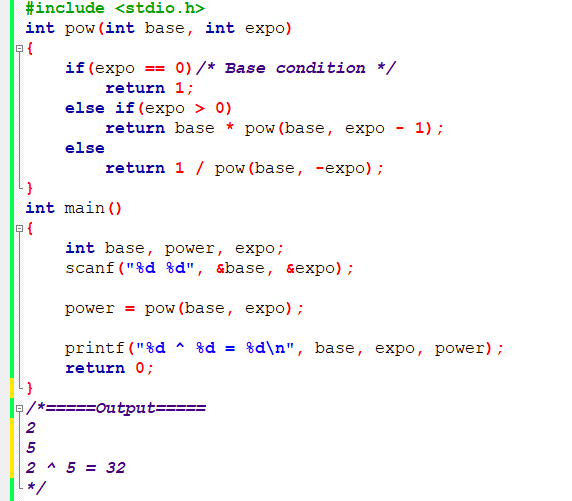 #include <stdio.h>
int pow(int base, int expo)
{
    if(expo == 0)/* Base condition */
        return 1;
    else if(expo > 0)
        return base * pow(base, expo - 1);
    else
        return 1 / pow(base, -expo);
}
int main()
{
    int base, power, expo;
    scanf("%d %d", &base, &expo);

    power = pow(base, expo);

    printf("%d ^ %d = %d\n", base, expo, power);
    return 0;
}
/*=====Output=====
2
5
2 ^ 5 = 32
*/